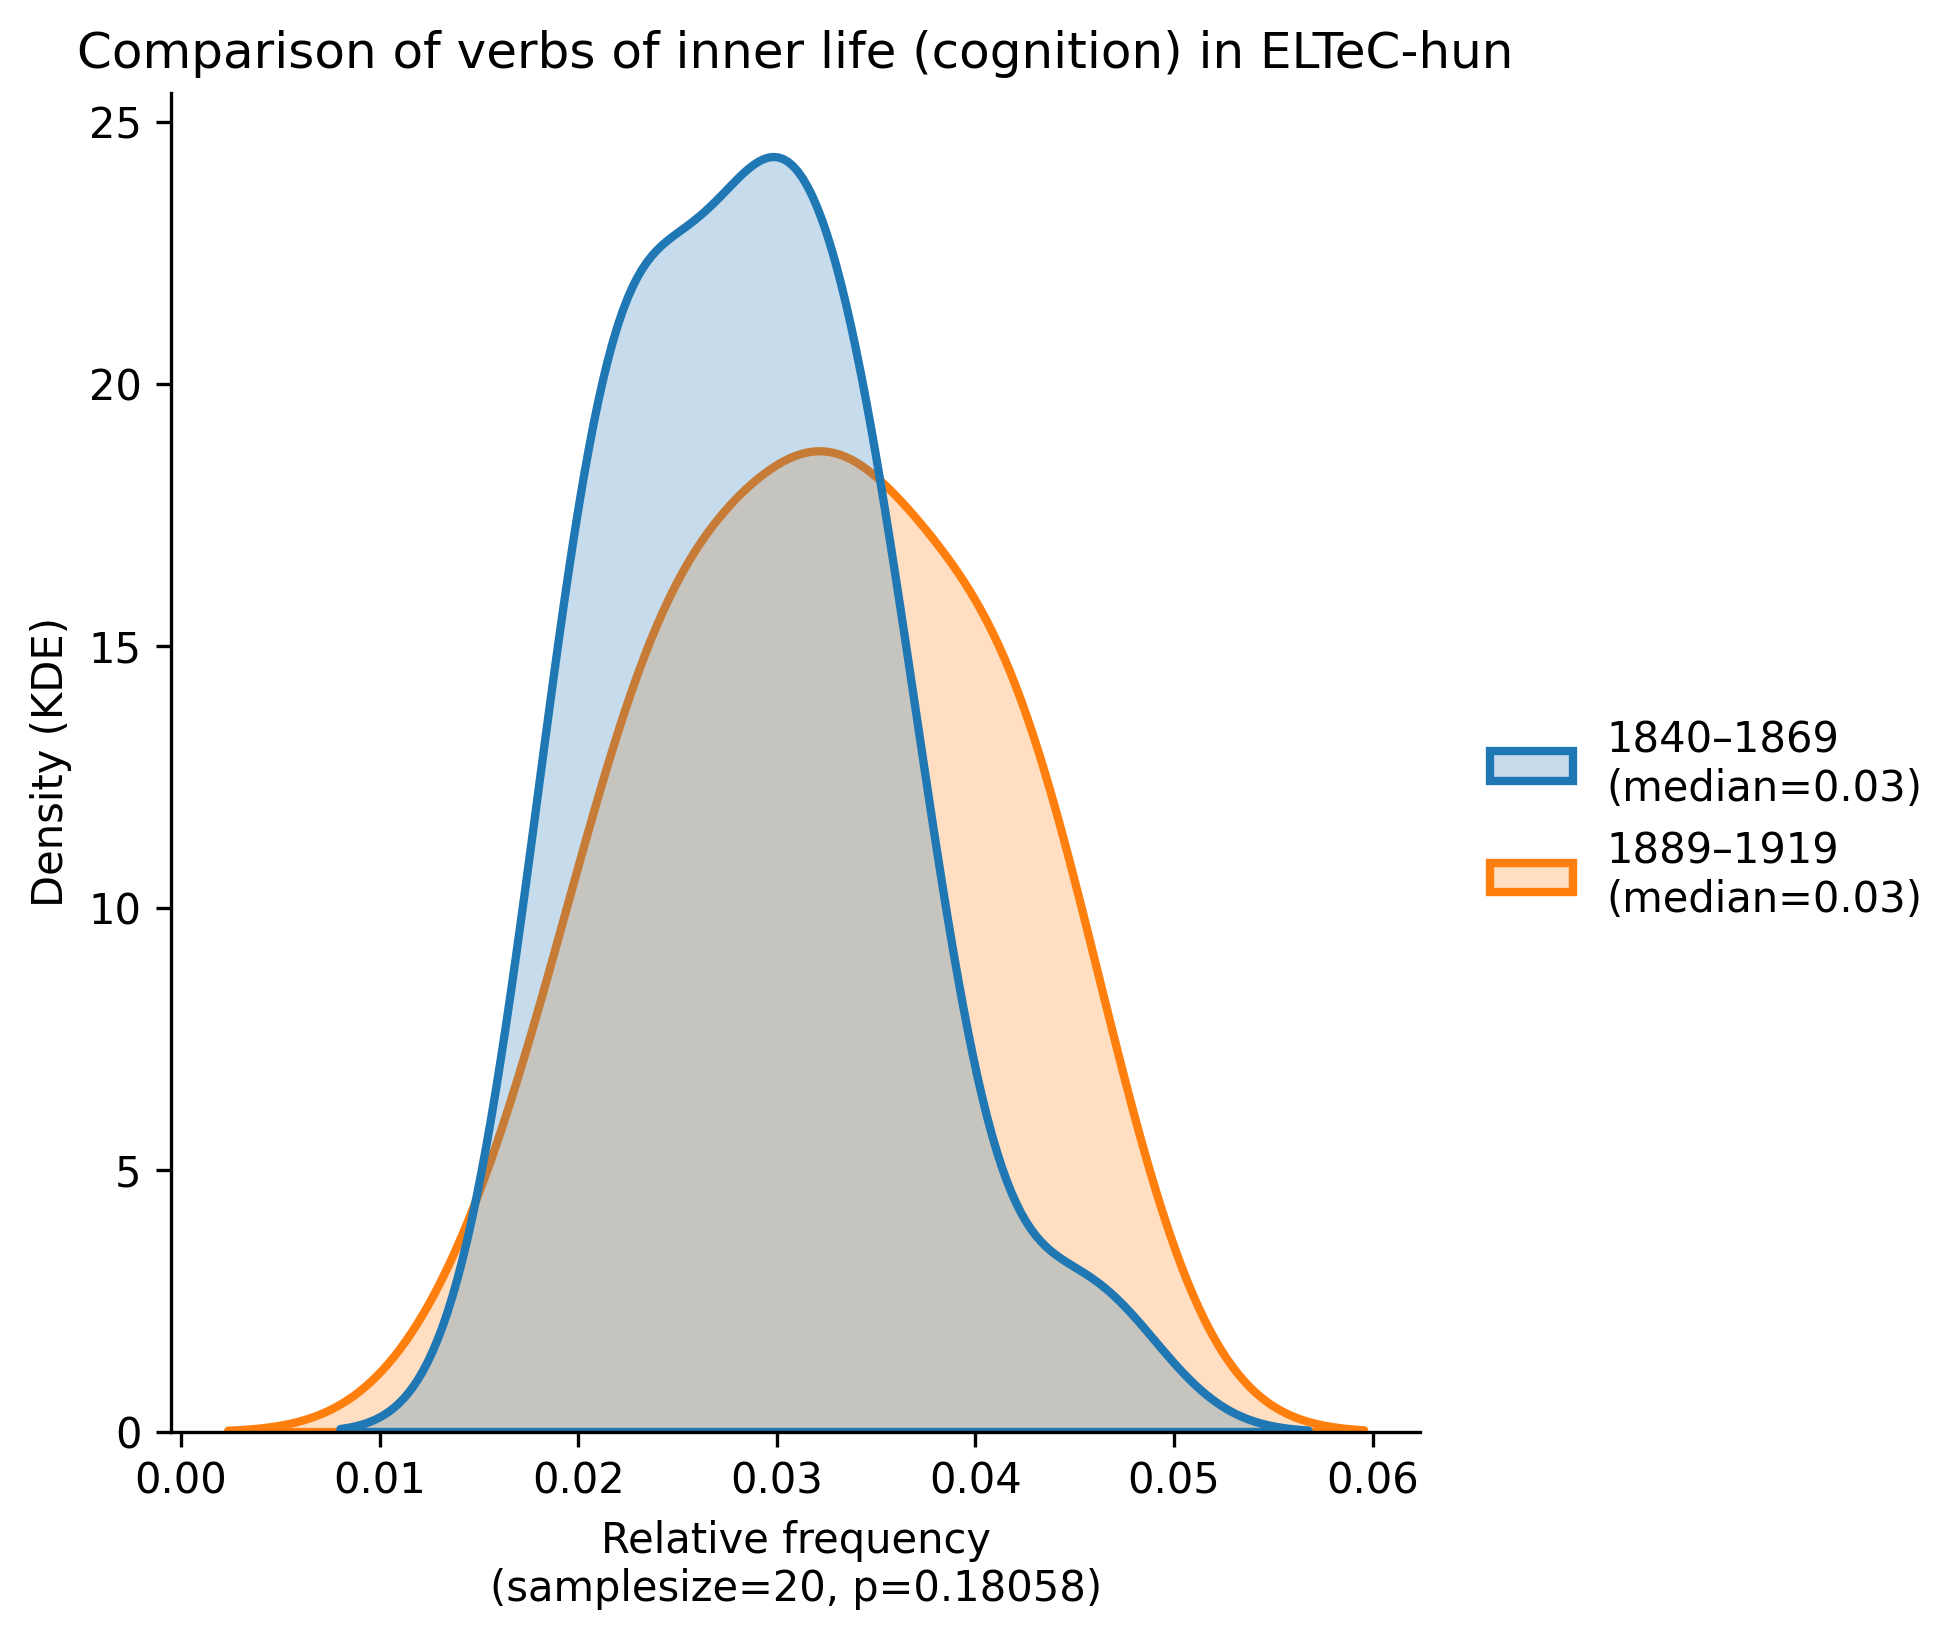 Comparison of verbs of inner life (cognition) in ELTeC-hun
25
20
15
10
5
0
Density (KDE)
0.00 0.01 0.02 0.03 0.04 0.05 0.06
Relative frequency
(samplesize=20, p=0.18058)
1840–1869
(median=0.03)
1889–1919
(median=0.03)